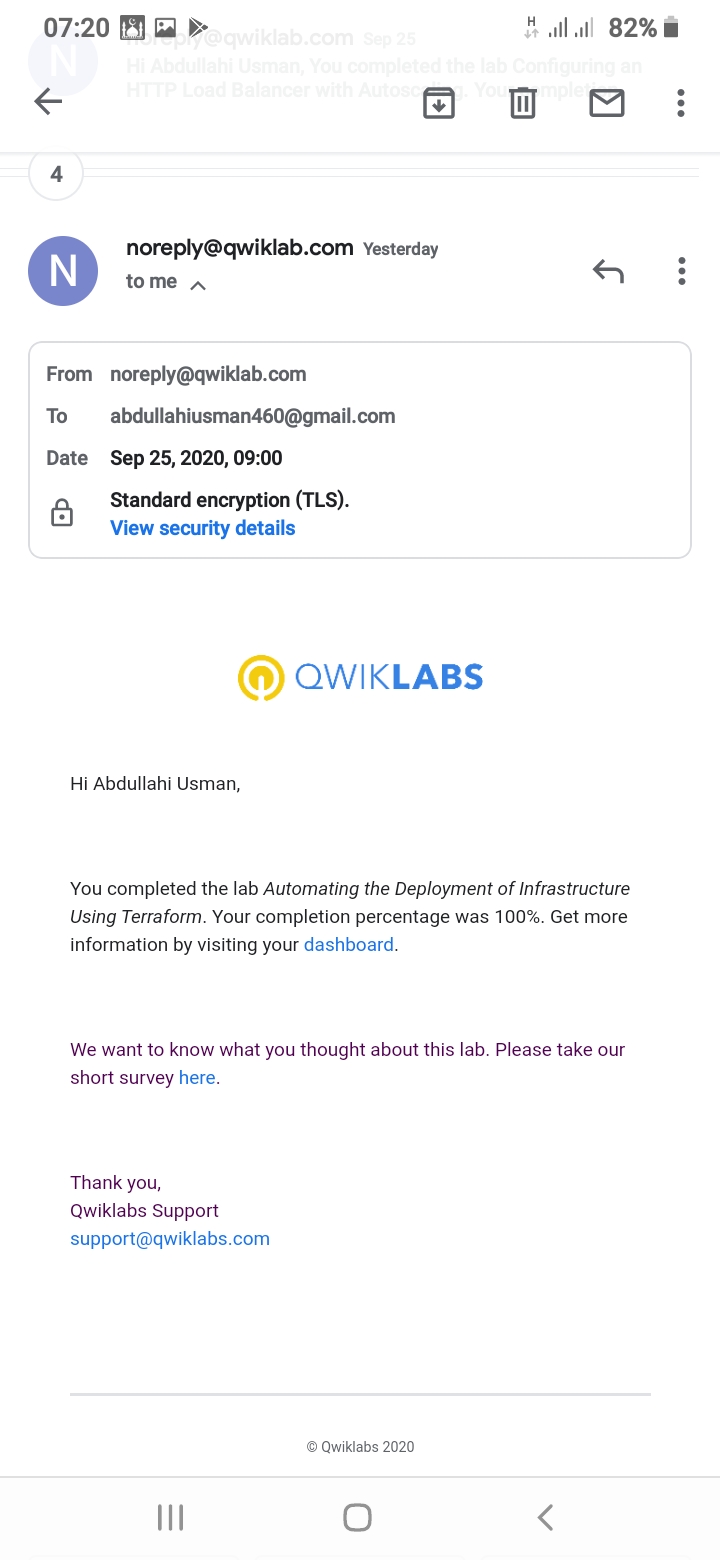 07:20
H
82%
noreply@qwiklab.com Sep 25
Hi Abdullahi Usman, You completed the lab Configuring an
HTTP Load Balancer with Autoscaling. Your completion
4
N
noreply@qwiklab.com Yesterday
to me
From noreply@qwiklab.com
To abdullahiusman460@gmail.com
Date Sep 25, 2020, 09:00
Standard encryption (TLS).
View security details
QWIKLABS
Hi Abdullahi Usman,
You completed the lab Automating the Deployment of Infrastructure
Using Terraform. Your completion percentage was 100%. Get more
information by visiting your dashboard.
We want to know what you thought about this lab. Please take our
short survey here.
Thank you,
Qwiklabs Support
support@qwiklabs.com
© Qwiklabs 2020